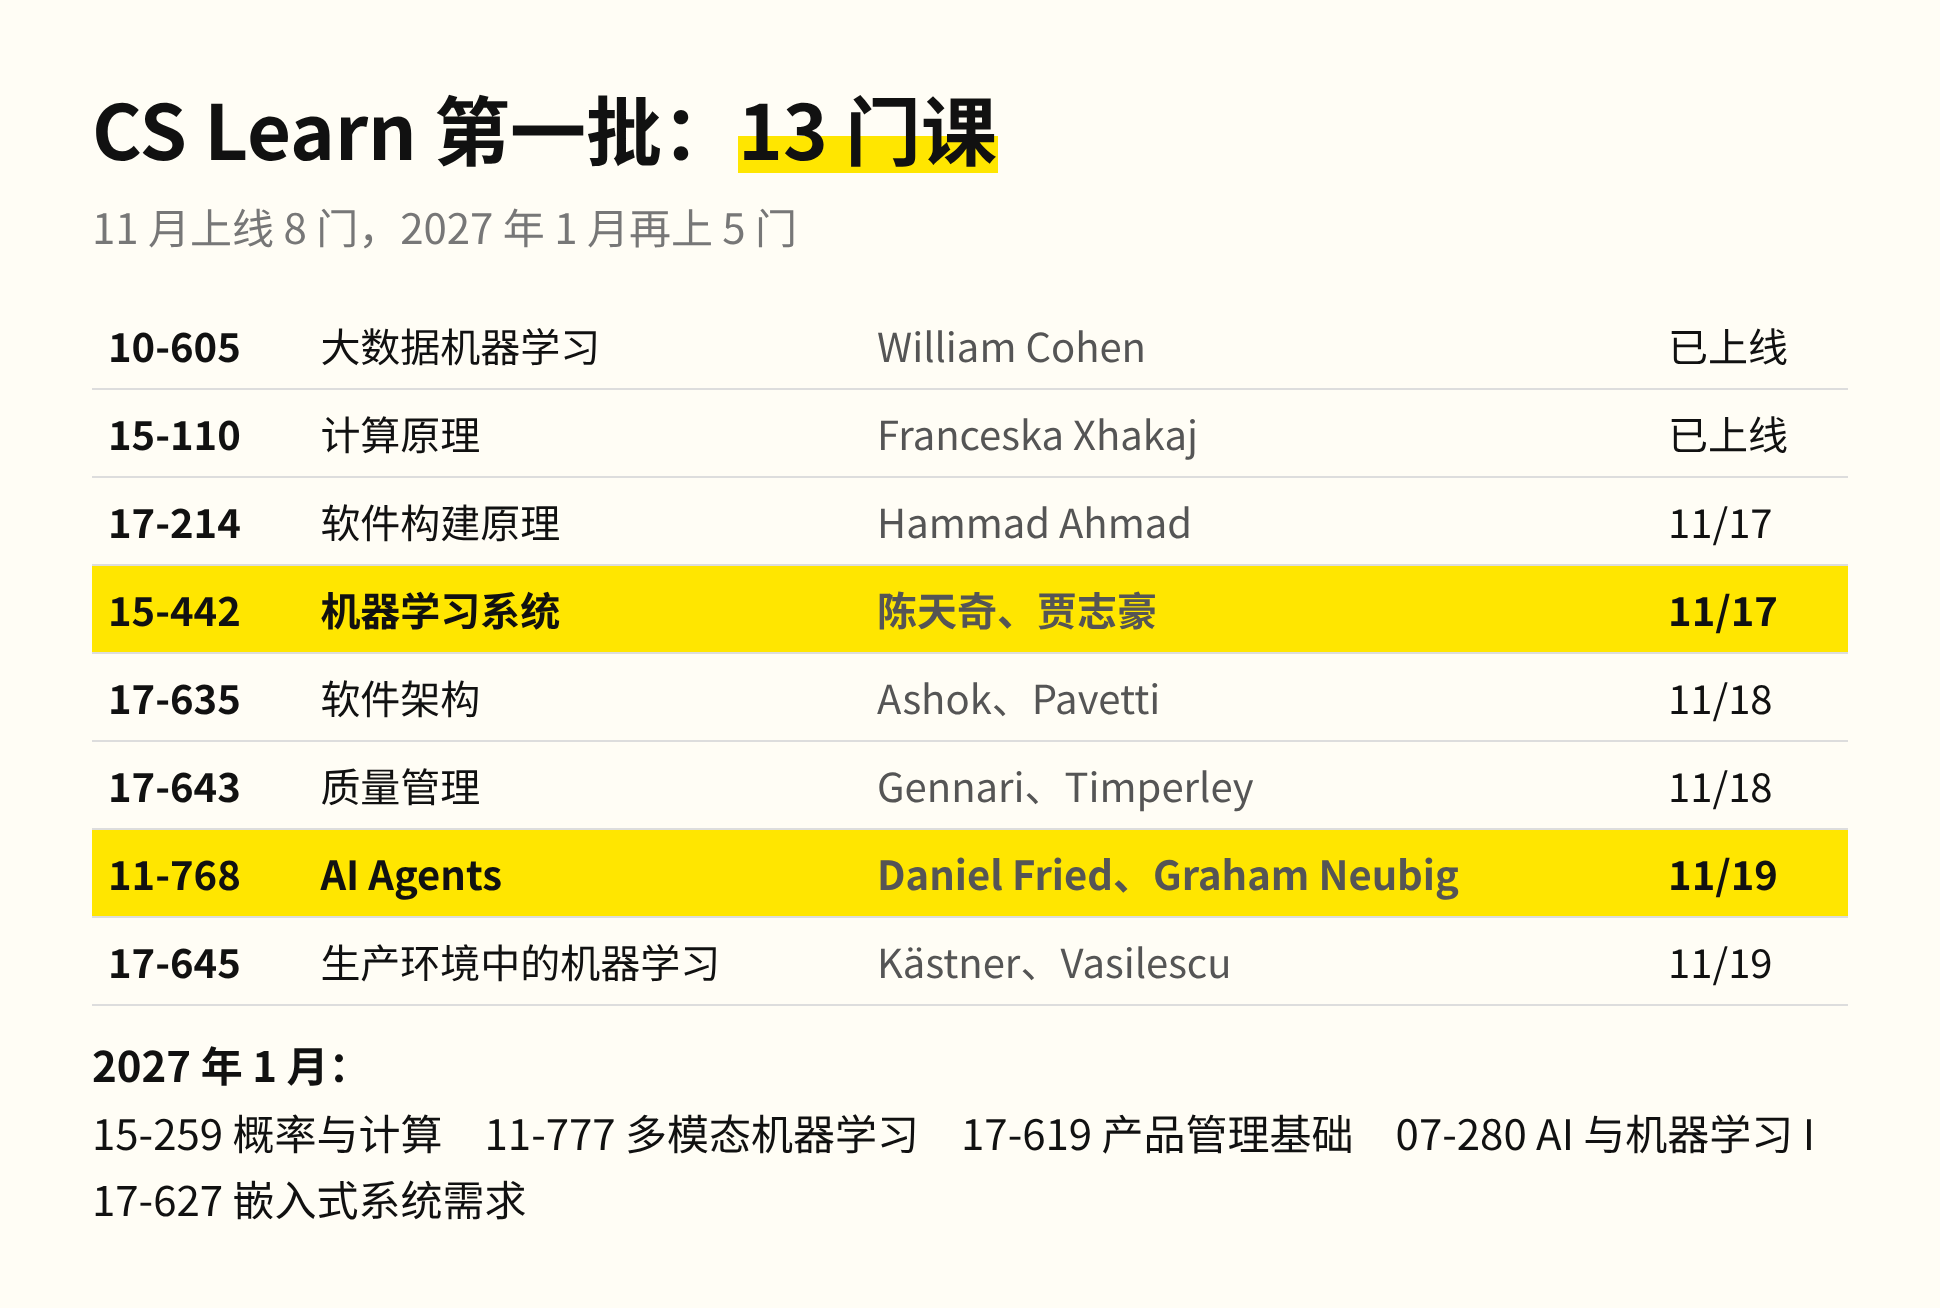 CS Learn 第一批：13 门课
11 月上线 8 门，2027 年 1 月再上 5 门
10-605 大数据机器学习 William Cohen 已上线
15-110 计算原理 Franceska Xhakaj 已上线
17-214 软件构建原理 Hammad Ahmad 11/17
15-442 机器学习系统 陈天奇、贾志豪 11/17
17-635 软件架构 Ashok、Pavetti 11/18
17-643 质量管理 Gennari、Timperley 11/18
11-768 AI Agents Daniel Fried、Graham Neubig 11/19
17-645 生产环境中的机器学习 Kästner、Vasilescu 11/19
2027 年 1 月：
15-259 概率与计算 11-777 多模态机器学习 17-619 产品管理基础 07-280 AI 与机器学习 I
17-627 嵌入式系统需求